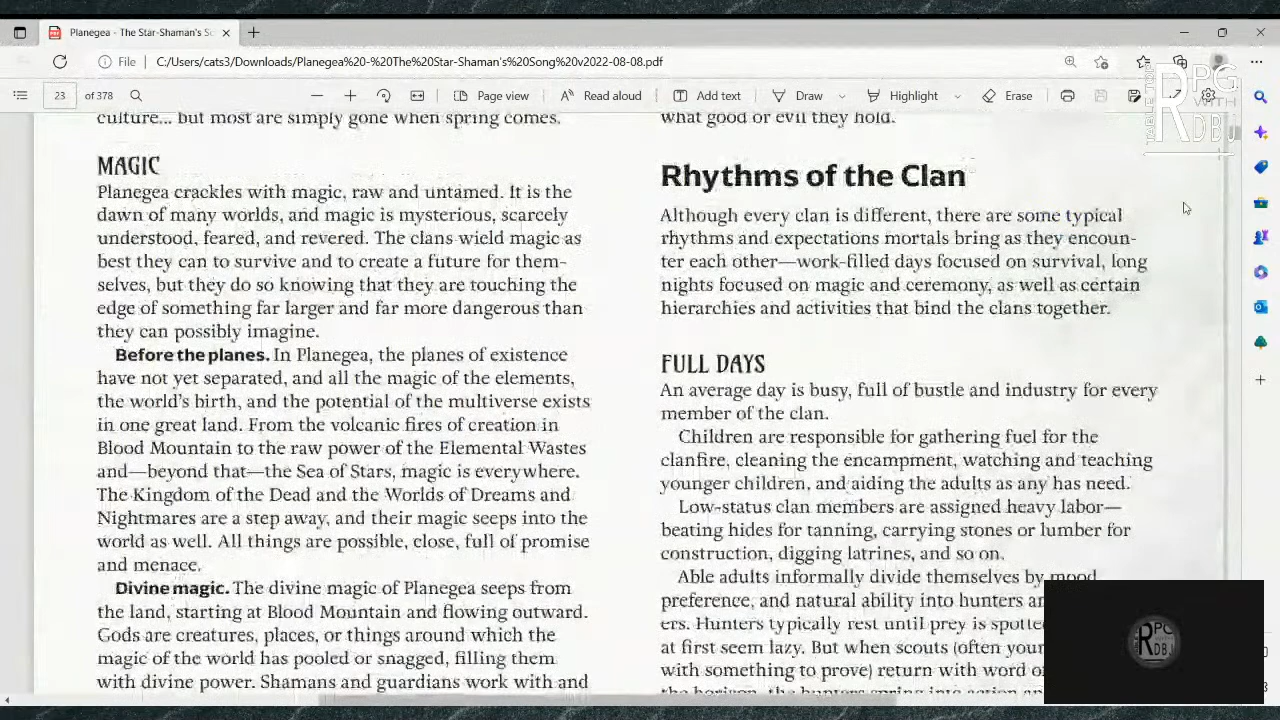 Planegea - The Star-Shaman's So
File
C:/Users/cats3/Downloads/Planegea%20-%20The%20Star-Shaman's%20Song%20v2022-08-08.pdf
23 of 378
Page view
Read aloud
Add text
Draw
Highlight
Erase
TABLE TOP
RPG
WITH
RDBJ
culture... but most are simply gone when spring comes.
MAGIC
Planegea crackles with magic, raw and untamed. It is the
dawn of many worlds, and magic is mysterious, scarcely
understood, feared, and revered. The clans wield magic as
best they can to survive and to create a future for them-
selves, but they do so knowing that they are touching the
edge of something far larger and far more dangerous than
they can possibly imagine.
Before the planes. In Planegea, the planes of existence
have not yet separated, and all the magic of the elements,
the world's birth, and the potential of the multiverse exists
in one great land. From the volcanic fires of creation in
Blood Mountain to the raw power of the Elemental Wastes
and—beyond that—the Sea of Stars, magic is everywhere.
The Kingdom of the Dead and the Worlds of Dreams and
Nightmares are a step away, and their magic seeps into the
world as well. All things are possible, close, full of promise
and menace.
Divine magic. The divine magic of Planegea seeps from
the land, starting at Blood Mountain and flowing outward.
Gods are creatures, places, or things around which the
magic of the world has pooled or snagged, filling them
with divine power. Shamans and guardians work with and
what good or evil they hold.
Rhythms of the Clan
Although every clan is different, there are some typical
rhythms and expectations mortals bring as they encoun-
ter each other—work-filled days focused on survival, long
nights focused on magic and ceremony, as well as certain
hierarchies and activities that bind the clans together.
FULL DAYS
An average day is busy, full of bustle and industry for every
member of the clan.
Children are responsible for gathering fuel for the
clanfire, cleaning the encampment, watching and teaching
younger children, and aiding the adults as any has need.
Low-status clan members are assigned heavy labor—
beating hides for tanning, carrying stones or lumber for
construction, digging latrines, and so on.
Able adults informally divide themselves by mood
preference, and natural ability into hunters
ers. Hunters typically rest until prey is
at first seem lazy. But when scouts (often
with something to prove) return with word
the horizon, the hunters spring into action
RPG
RDBJ